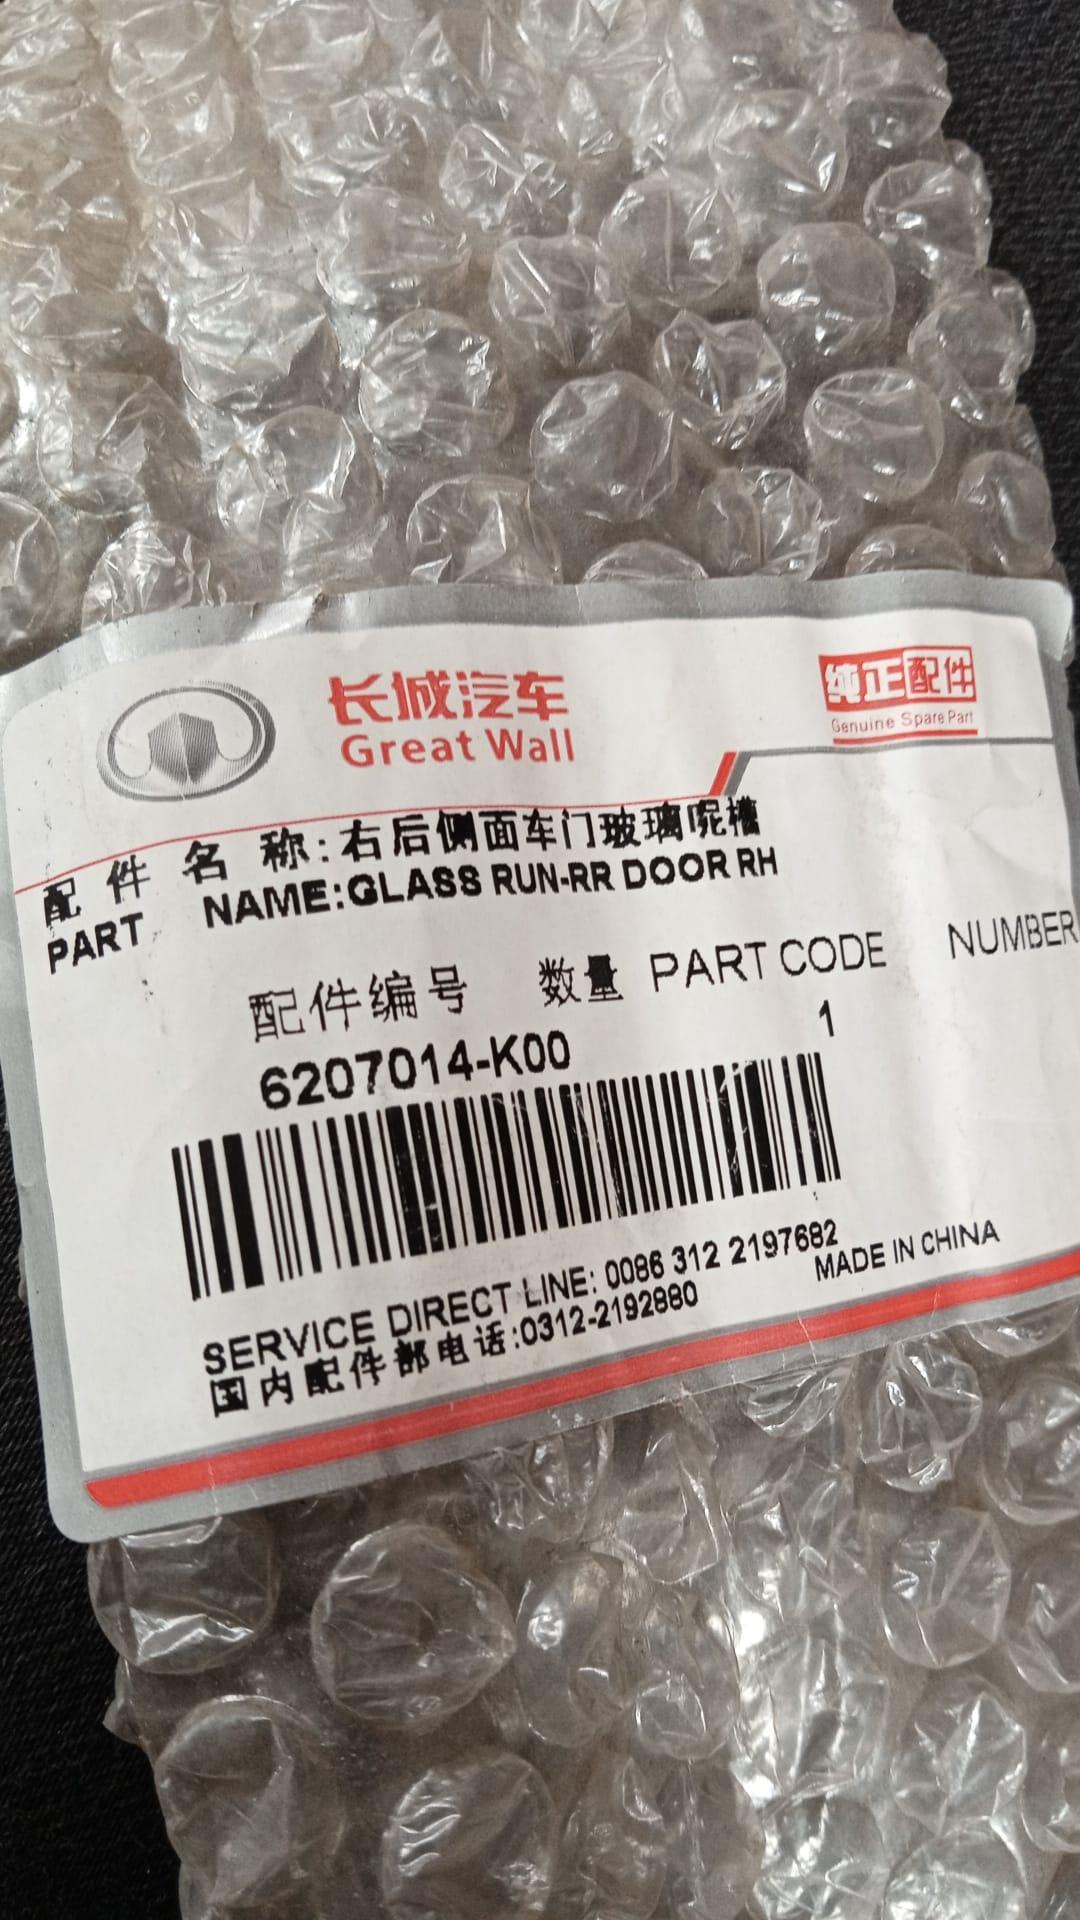 长城汽车
Great Wall
纯正配件
Genuine Spare Part
配件名称:右后侧面车门玻璃呢槽
PART NAME:GLASS RUN-RR DOOR RH
配件编号 数量 PART CODE NUMBER
6207014-K00 1
SERVICE DIRECT LINE: 0086 312 2197682
国内配件部电话:0312-2192880
MADE IN CHINA